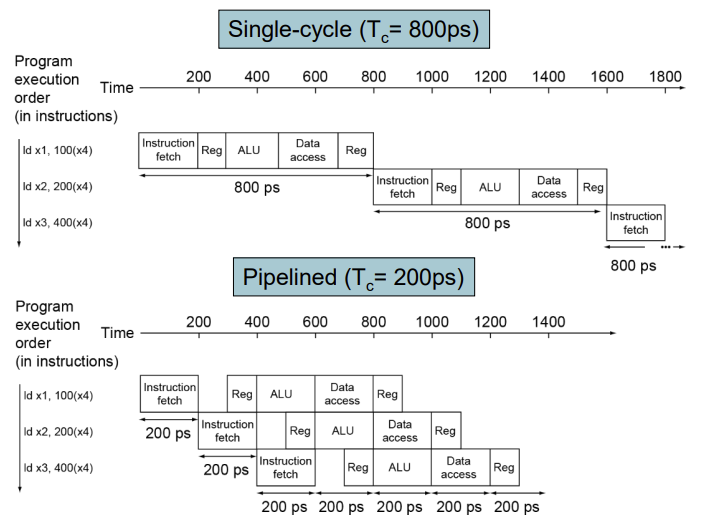 Single-cycle (Tc= 800ps)
Program
execution
order
(in instructions)
Time
200 400 600 800 1000 1200 1400 1600 1800
ld x1, 100(x4)
Instruction
fetch
Reg
ALU
Data
access
Reg
800 ps
ld x2, 200(x4)
Instruction
fetch
Reg
ALU
Data
access
Reg
800 ps
ld x3, 400(x4)
Instruction
fetch
800 ps
Pipelined (Tc= 200ps)
Program
execution
order
(in instructions)
Time
200 400 600 800 1000 1200 1400
ld x1, 100(x4)
Instruction
fetch
Reg
ALU
Data
access
Reg
200 ps
ld x2, 200(x4)
Instruction
fetch
Reg
ALU
Data
access
Reg
200 ps
ld x3, 400(x4)
Instruction
fetch
Reg
ALU
Data
access
Reg
200 ps 200 ps 200 ps 200 ps 200 ps